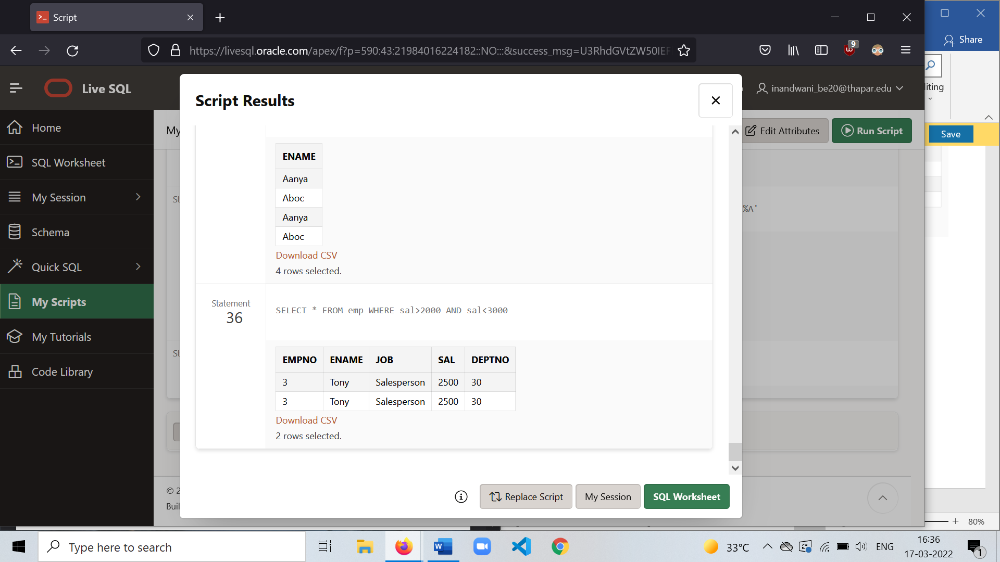 Script
https://livesql.oracle.com/apex/f?p=590:43:21984016224182::NO:::&success_msg=U3RhdGVtZW50IEF
9
Share
Live SQL
inandwani_be20@thapar.edu
iting
Script Results
Home
My
Edit Attributes
Run Script
Save
SQL Worksheet
My Session
Schema
Quick SQL
My Scripts
My Tutorials
Code Library
St
%A'
St
ENAME
Aanya
Aboc
Aanya
Aboc
Download CSV
4 rows selected.
Statement
36
SELECT * FROM emp WHERE sal>2000 AND sal<3000
EMPNO ENAME JOB SAL DEPTNO
3 Tony Salesperson 2500 30
3 Tony Salesperson 2500 30
Download CSV
2 rows selected.
© 2
Buil
Replace Script
My Session
SQL Worksheet
80%
Type here to search
33°C
ENG
16:36
17-03-2022
1